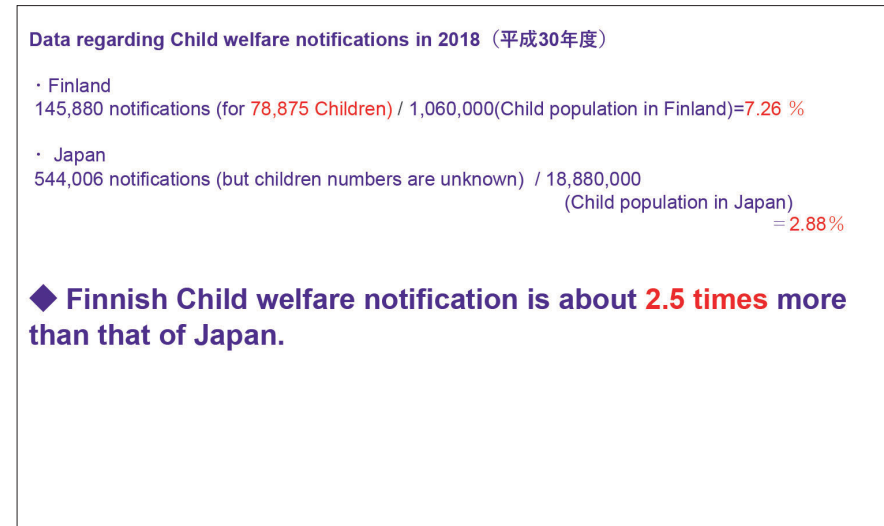 Data regarding Child welfare notifications in 2018（平成30年度）
・Finland
145,880 notifications (for 78,875 Children) / 1,060,000(Child population in Finland)=7.26 ％
・ Japan
544,006 notifications (but children numbers are unknown) / 18,880,000
(Child population in Japan)
＝2.88％
◆ Finnish Child welfare notification is about 2.5 times more
than that of Japan.